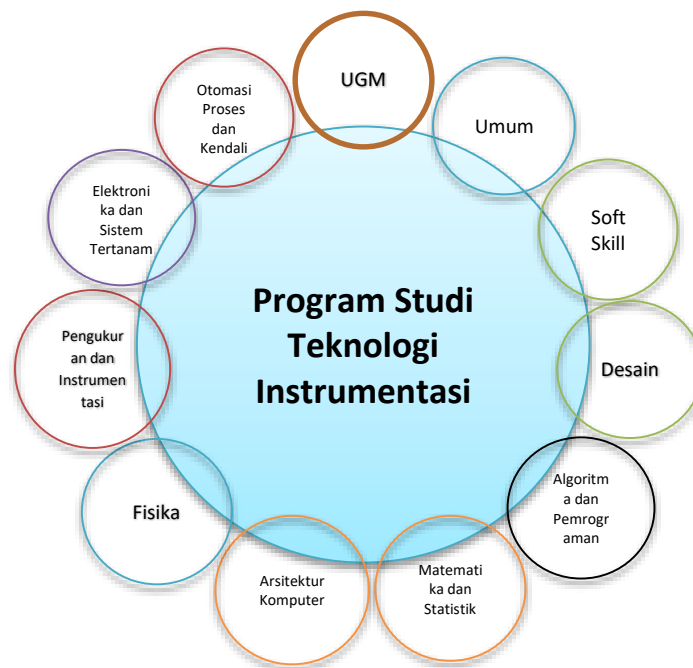 UGM
Umum
Soft
Skill
Desain
Algoritm
a dan
Pemrogr
aman
Matemati
ka dan
Statistik
Arsitektur
Komputer
Fisika
Pengukur
an dan
Instrumen
tasi
Elektroni
ka dan
Sistem
Tertanam
Otomasi
Proses
dan
Kendali
Program Studi
Teknologi
Instrumentasi